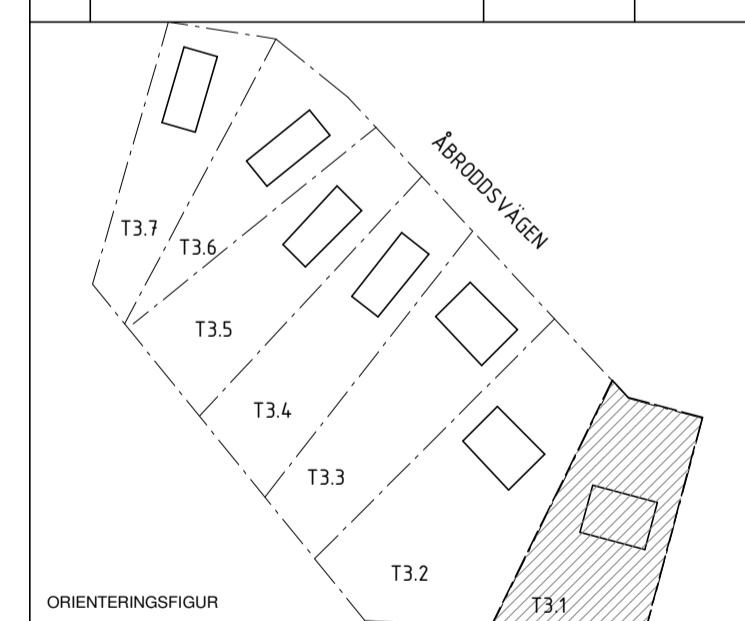 ÅBRODDSVÄGEN
T3.7
T3.6
T3.5
T3.4
T3.3
T3.2
T3.1
ORIENTERINGSFIGUR